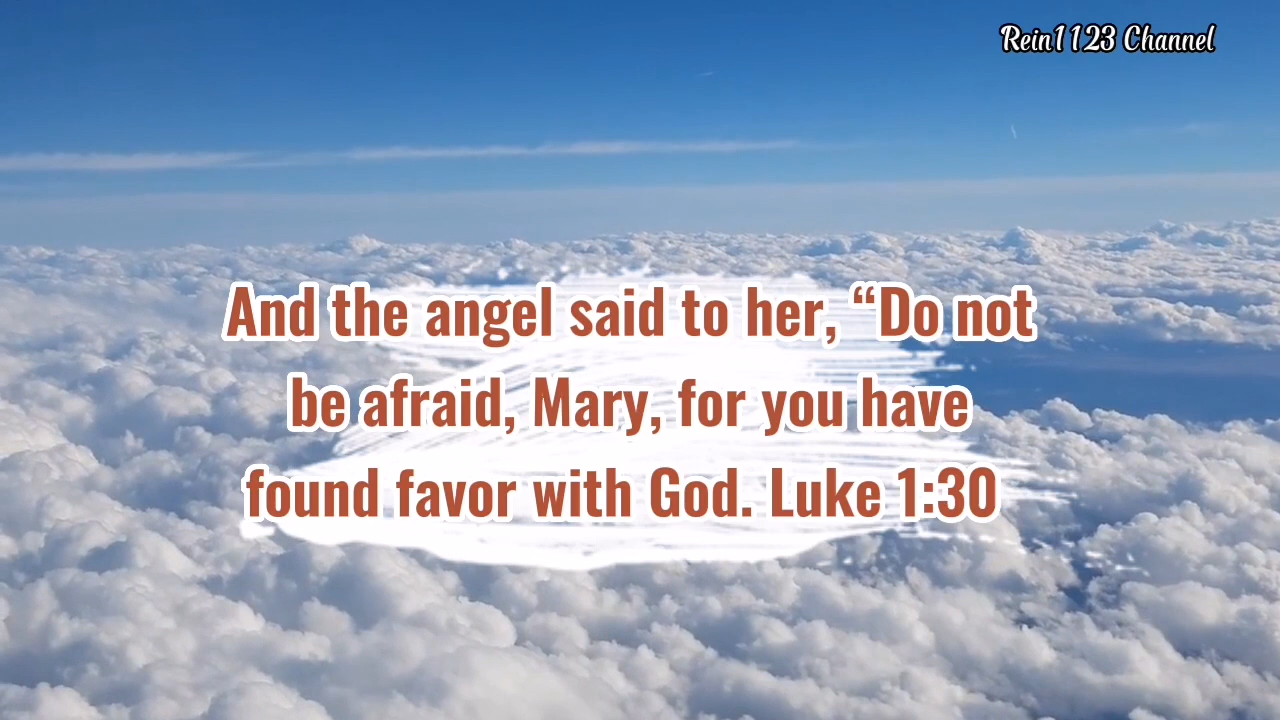 Rein1123 Channel
And the angel said to her, “Do not
be afraid, Mary, for you have
found favor with God. Luke 1:30